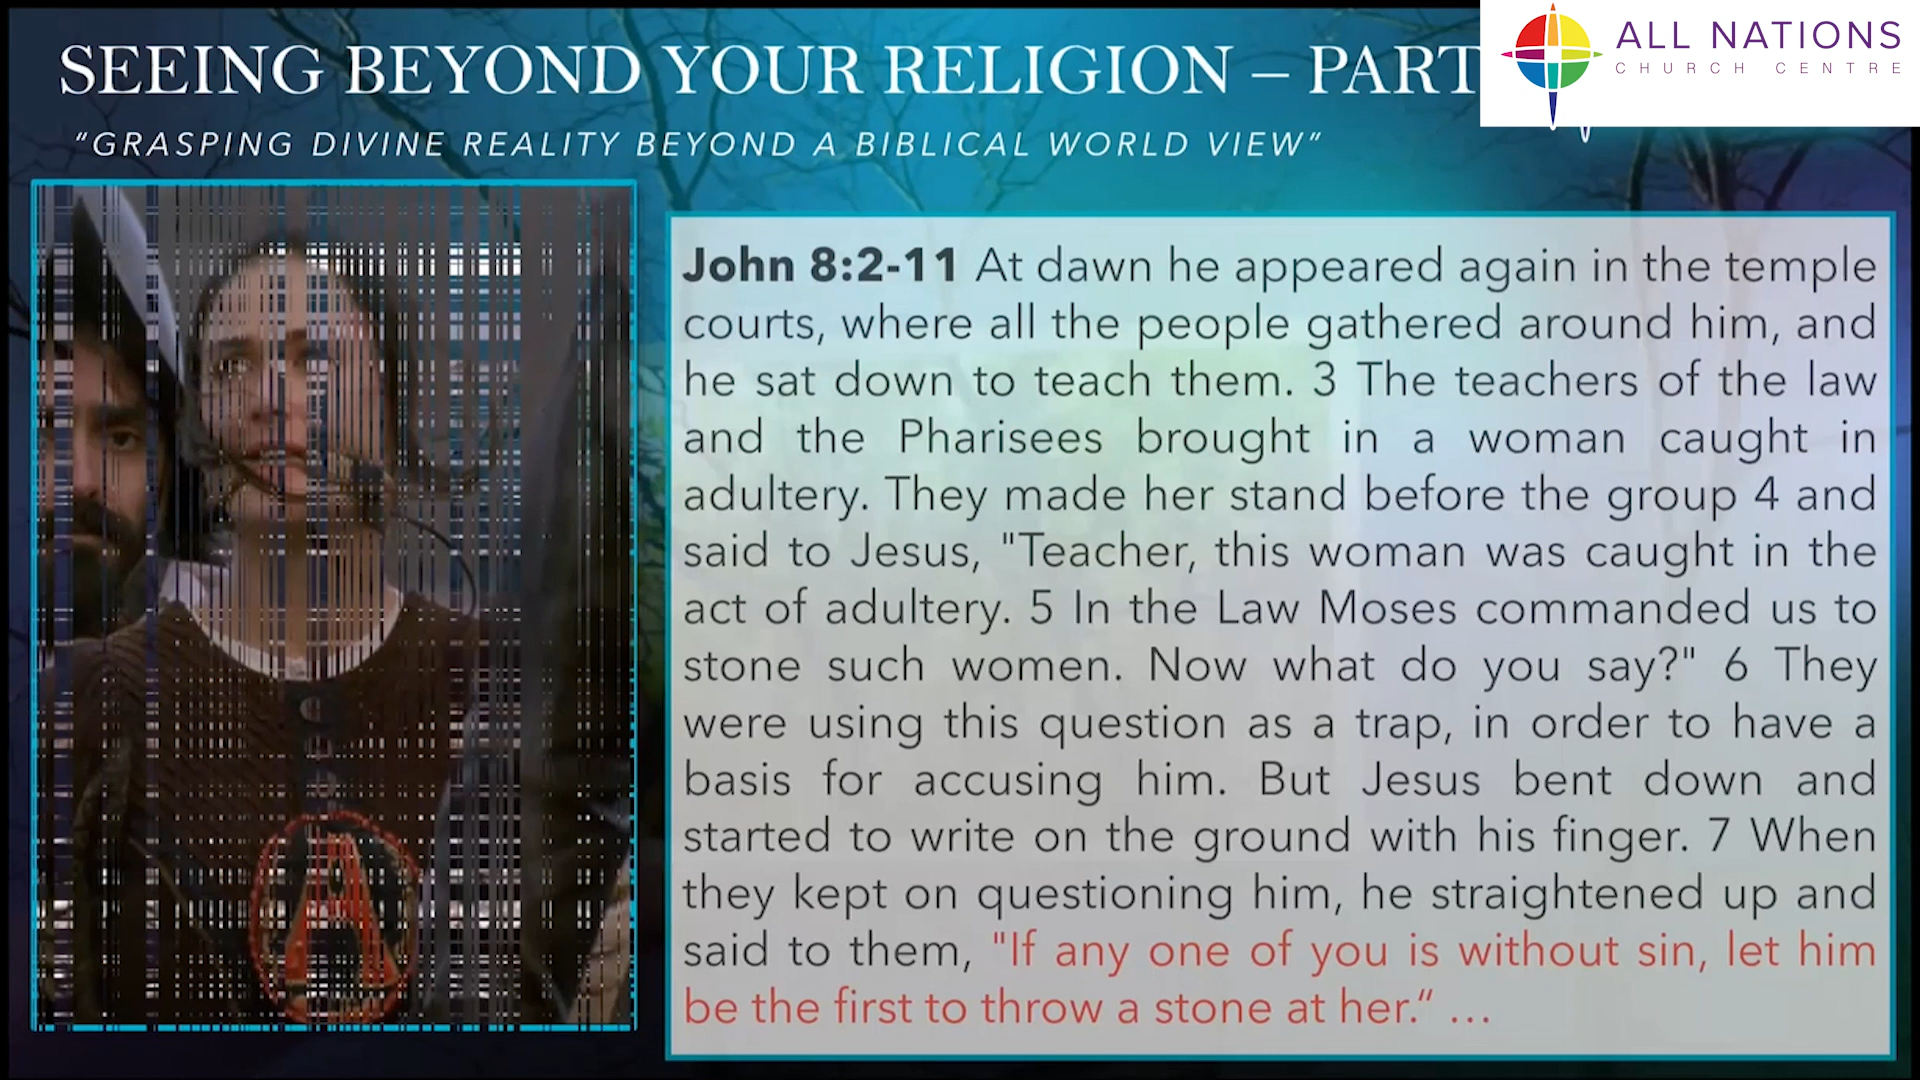 SEEING BEYOND YOUR RELIGION – PART
ALL NATIONS
CHURCH CENTRE
“GRASPING DIVINE REALITY BEYOND A BIBLICAL WORLD VIEW”
John 8:2-11 At dawn he appeared again in the temple
courts, where all the people gathered around him, and
he sat down to teach them. 3 The teachers of the law
and the Pharisees brought in a woman caught in
adultery. They made her stand before the group 4 and
said to Jesus, "Teacher, this woman was caught in the
act of adultery. 5 In the Law Moses commanded us to
stone such women. Now what do you say?" 6 They
were using this question as a trap, in order to have a
basis for accusing him. But Jesus bent down and
started to write on the ground with his finger. 7 When
they kept on questioning him, he straightened up and
said to them, "If any one of you is without sin, let him
be the first to throw a stone at her.“ ...
A